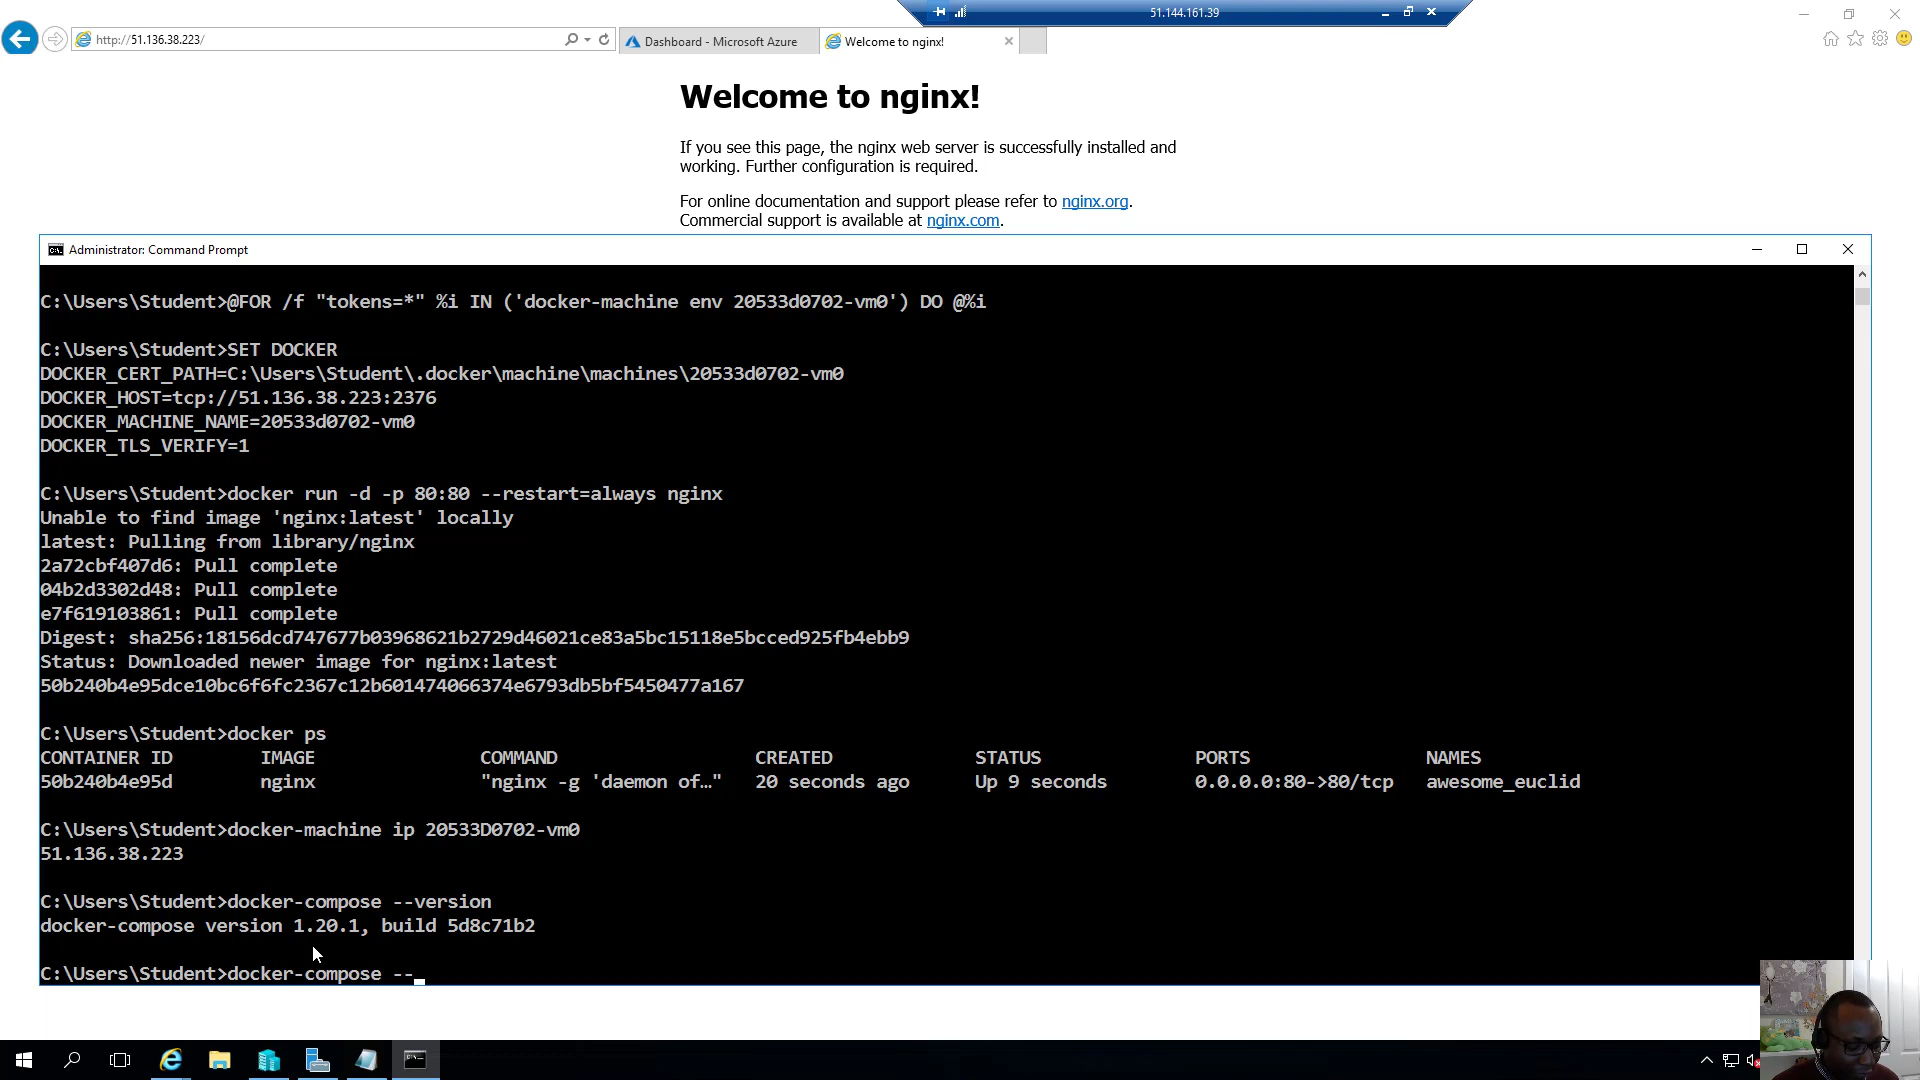 51.144.161.39
http://51.136.38.223/
Dashboard - Microsoft Azure
Welcome to nginx!
Welcome to nginx!
If you see this page, the nginx web server is successfully installed and
working. Further configuration is required.
For online documentation and support please refer to nginx.org.
Commercial support is available at nginx.com.
Administrator: Command Prompt
C:\Users\Student>@FOR /f "tokens=*" %i IN ('docker-machine env 20533d0702-vm0') DO @%i
C:\Users\Student>SET DOCKER
DOCKER_CERT_PATH=C:\Users\Student\.docker\machine\machines\20533d0702-vm0
DOCKER_HOST=tcp://51.136.38.223:2376
DOCKER_MACHINE_NAME=20533d0702-vm0
DOCKER_TLS_VERIFY=1
C:\Users\Student>docker run -d -p 80:80 --restart=always nginx
Unable to find image 'nginx:latest' locally
latest: Pulling from library/nginx
2a72cbf407d6: Pull complete
04b2d3302d48: Pull complete
e7f619103861: Pull complete
Digest: sha256:18156dcd747677b03968621b2729d46021ce83a5bc15118e5bcced925fb4ebb9
Status: Downloaded newer image for nginx:latest
50b240b4e95dce10bc6f6fc2367c12b601474066374e6793db5bf5450477a167
C:\Users\Student>docker ps
CONTAINER ID IMAGE COMMAND CREATED STATUS PORTS NAMES
50b240b4e95d nginx "nginx -g 'daemon of…" 20 seconds ago Up 9 seconds 0.0.0.0:80->80/tcp awesome_euclid
C:\Users\Student>docker-machine ip 20533D0702-vm0
51.136.38.223
C:\Users\Student>docker-compose --version
docker-compose version 1.20.1, build 5d8c71b2
C:\Users\Student>docker-compose --